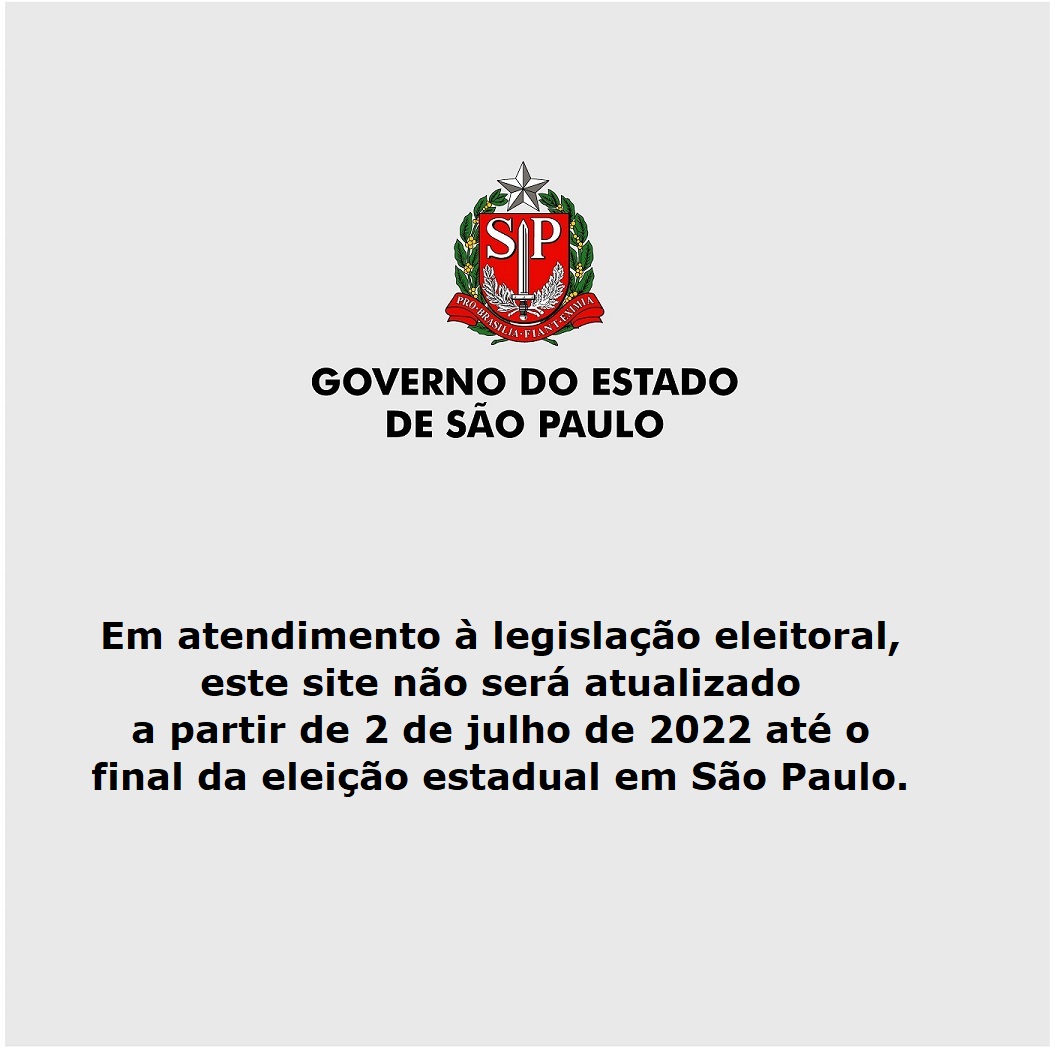 SP
PRO·BRASILIA·FIANT·EXIMIA
GOVERNO DO ESTADO
DE SÃO PAULO
Em atendimento à legislação eleitoral,
este site não será atualizado
a partir de 2 de julho de 2022 até o
final da eleição estadual em São Paulo.